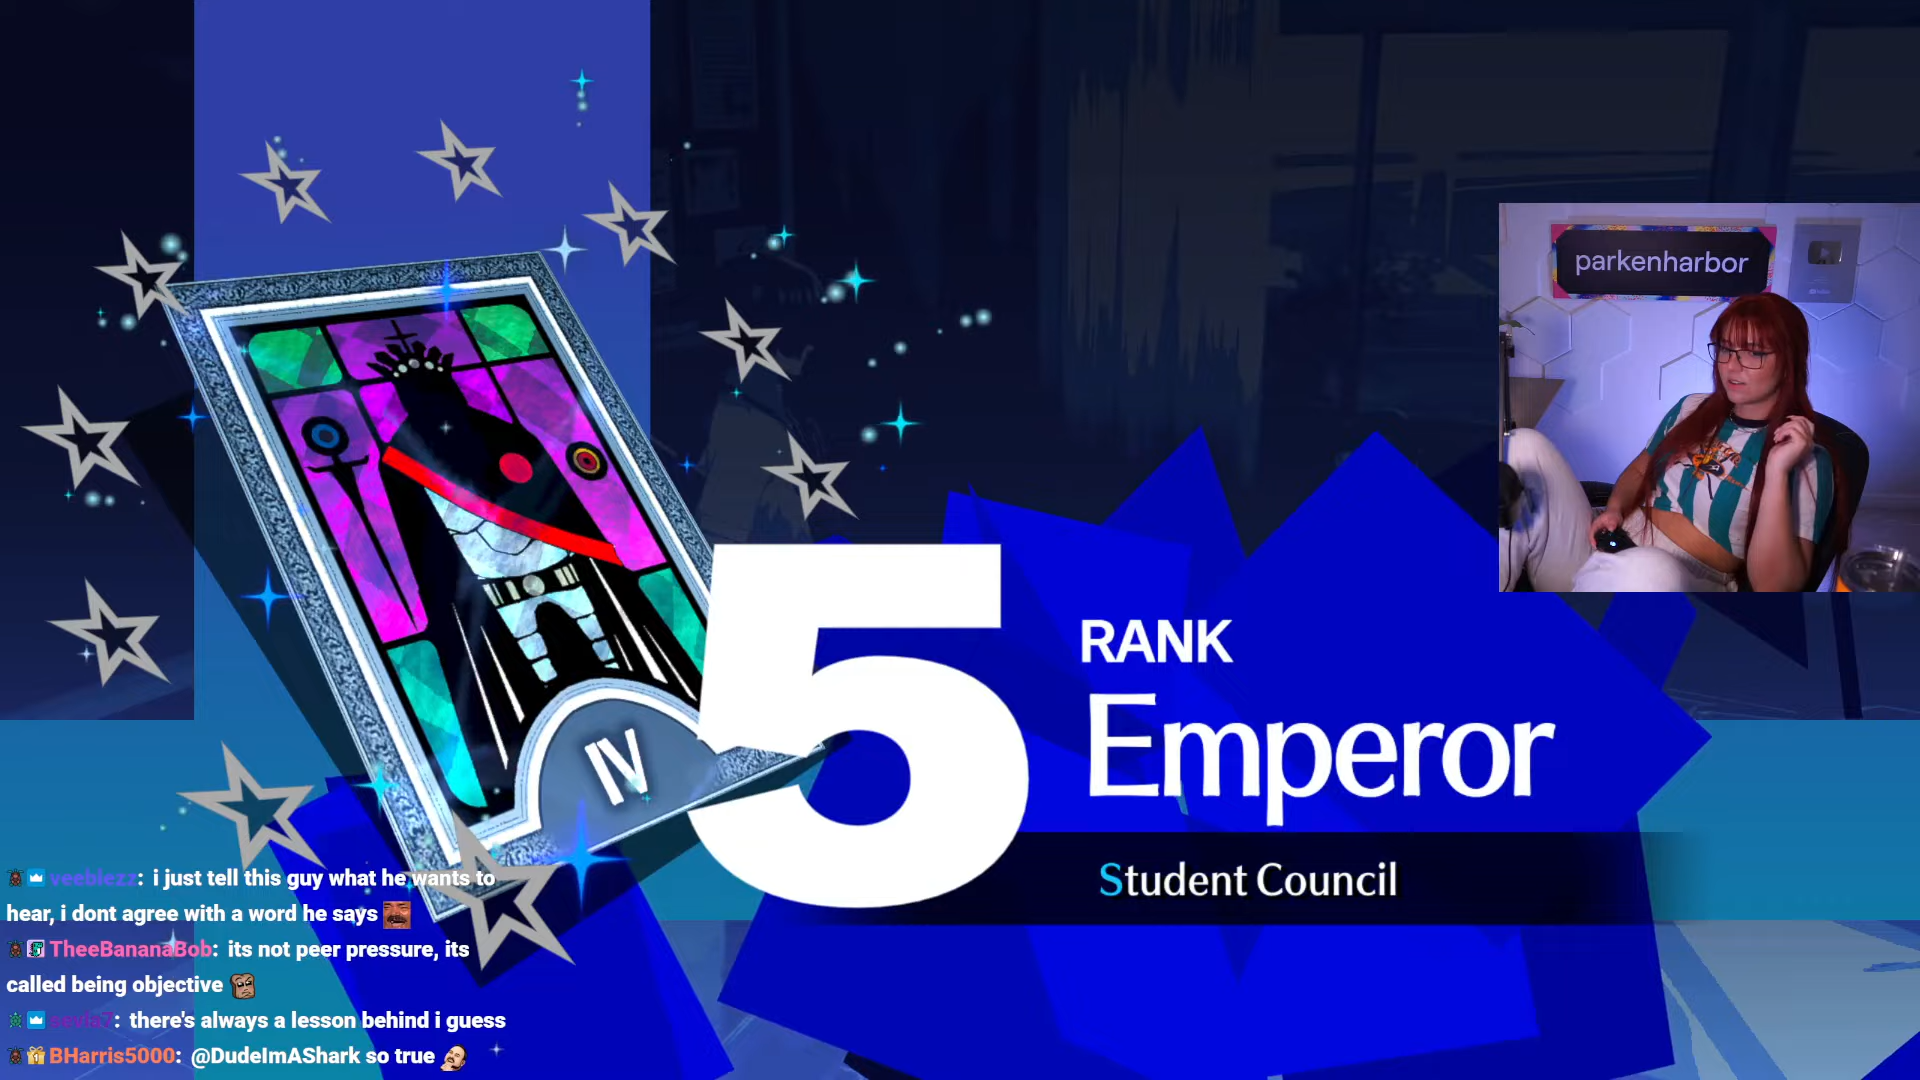 parkenharbor
IV
5
RANK
Emperor
Student Council
veeblezz: i just tell this guy what he wants to
hear, i dont agree with a word he says
TheeBananaBob: its not peer pressure, its
called being objective
: there's always a lesson behind i guess
BHarris5000: @DudeImAShark so true